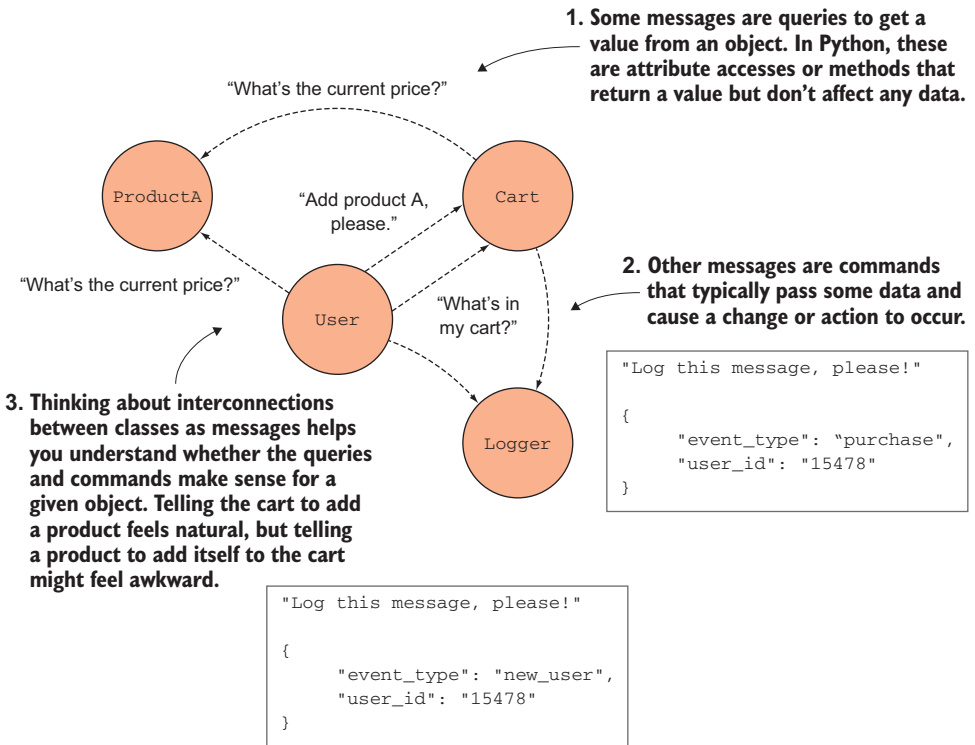 1. Some messages are queries to get a
value from an object. In Python, these
are attribute accesses or methods that
return a value but don’t affect any data.
“What’s the current price?”
ProductA
“Add product A,
please.”
Cart
“What’s the current price?”
User
“What’s in
my cart?”
2. Other messages are commands
that typically pass some data and
cause a change or action to occur.
"Log this message, please!"
{
"event_type": “purchase",
"user_id": "15478"
}
3. Thinking about interconnections
between classes as messages helps
you understand whether the queries
and commands make sense for a
given object. Telling the cart to add
a product feels natural, but telling
a product to add itself to the cart
might feel awkward.
Logger
"Log this message, please!"
{
"event_type": "new_user",
"user_id": "15478"
}